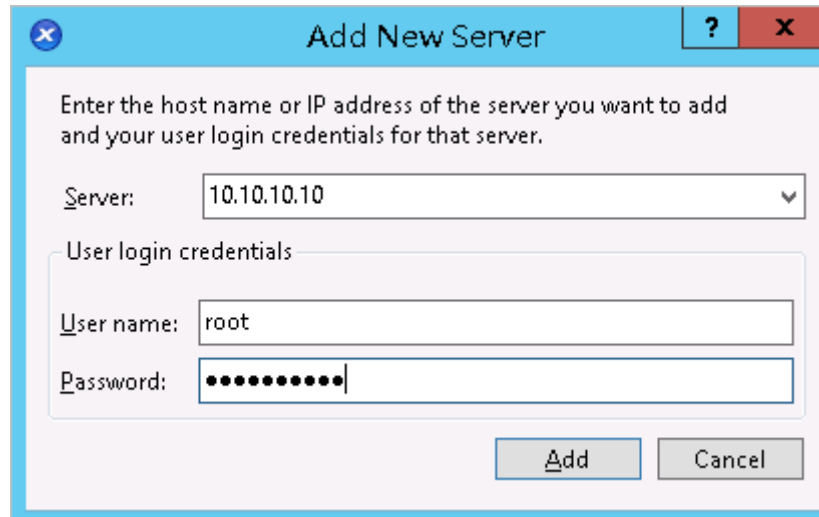 Add New Server
?
x
Enter the host name or IP address of the server you want to add
and your user login credentials for that server.
Server:
10.10.10.10
User login credentials
User name:
root
Password:
●●●●●●●●●●
Add
Cancel